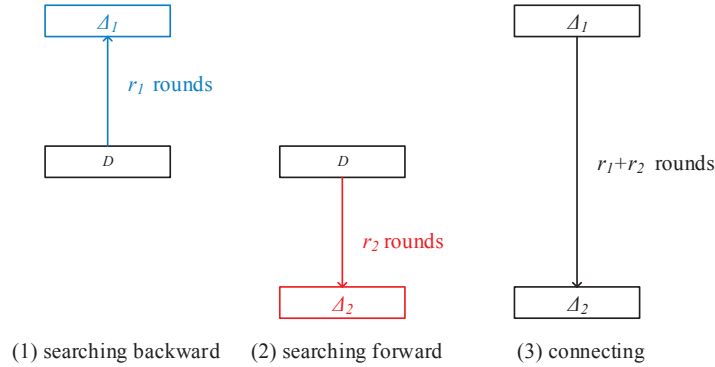 Δ1
r1 rounds
D
(1) searching backward
D
r2 rounds
Δ2
(2) searching forward
Δ1
r1+r2 rounds
Δ2
(3) connecting